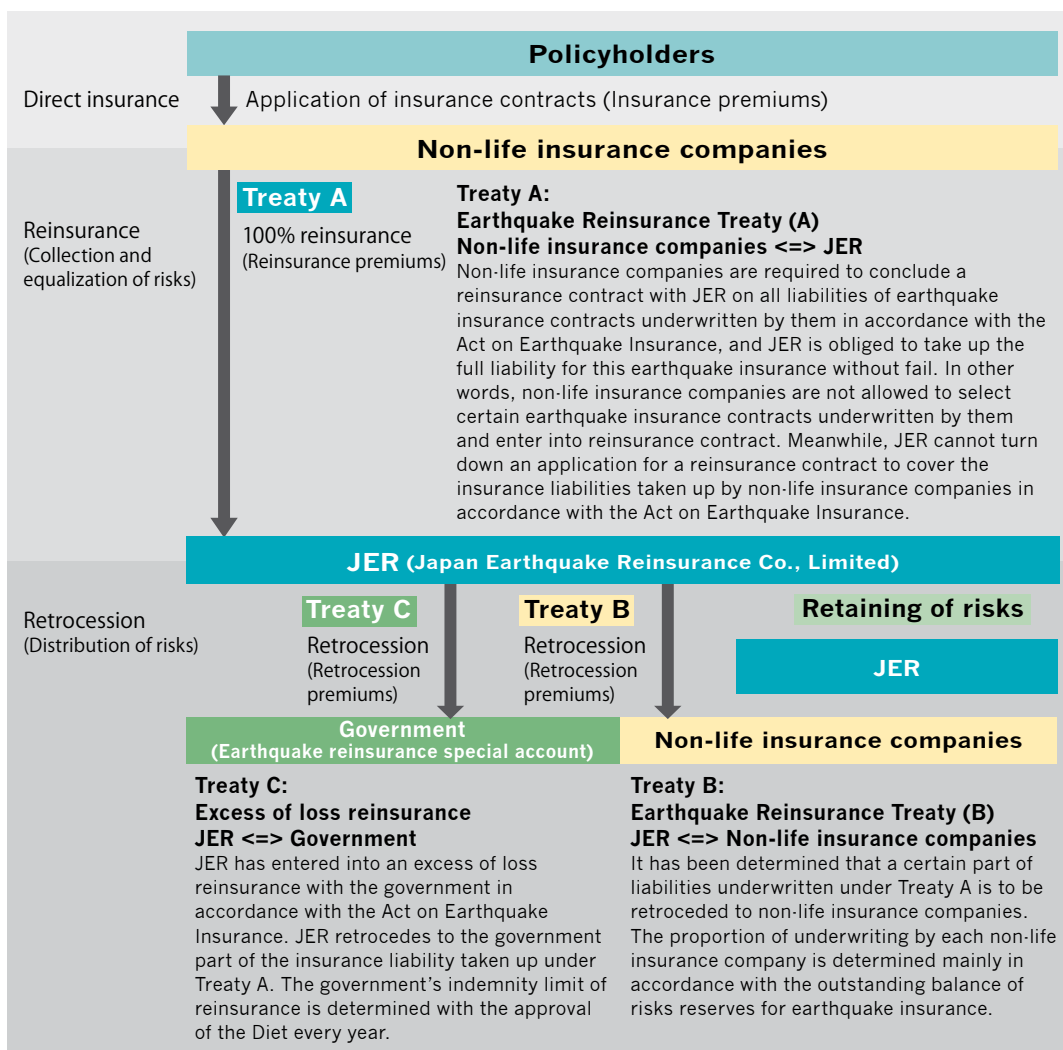 Policyholders
Direct insurance
Application of insurance contracts (Insurance premiums)
Non-life insurance companies
Reinsurance
(Collection and
equalization of risks)
Treaty A
100% reinsurance
(Reinsurance premiums)
Treaty A:
Earthquake Reinsurance Treaty (A)
Non-life insurance companies <=> JER
Non-life insurance companies are required to conclude a
reinsurance contract with JER on all liabilities of earthquake
insurance contracts underwritten by them in accordance with the
Act on Earthquake Insurance, and JER is obliged to take up the
full liability for this earthquake insurance without fail. In other
words, non-life insurance companies are not allowed to select
certain earthquake insurance contracts underwritten by them
and enter into reinsurance contract. Meanwhile, JER cannot turn
down an application for a reinsurance contract to cover the
insurance liabilities taken up by non-life insurance companies in
accordance with the Act on Earthquake Insurance.
JER (Japan Earthquake Reinsurance Co., Limited)
Retrocession
(Distribution of risks)
Treaty C
Retrocession
(Retrocession
premiums)
Treaty B
Retrocession
(Retrocession
premiums)
Retaining of risks
JER
Government
(Earthquake reinsurance special account)
Non-life insurance companies
Treaty C:
Excess of loss reinsurance
JER <=> Government
JER has entered into an excess of loss
reinsurance with the government in
accordance with the Act on Earthquake
Insurance. JER retrocedes to the government
part of the insurance liability taken up under
Treaty A. The government's indemnity limit of
reinsurance is determined with the approval
of the Diet every year.
Treaty B:
Earthquake Reinsurance Treaty (B)
JER <=> Non-life insurance companies
It has been determined that a certain part of
liabilities underwritten under Treaty A is to be
retroceded to non-life insurance companies.
The proportion of underwriting by each non-life
insurance company is determined mainly in
accordance with the outstanding balance of
risks reserves for earthquake insurance.